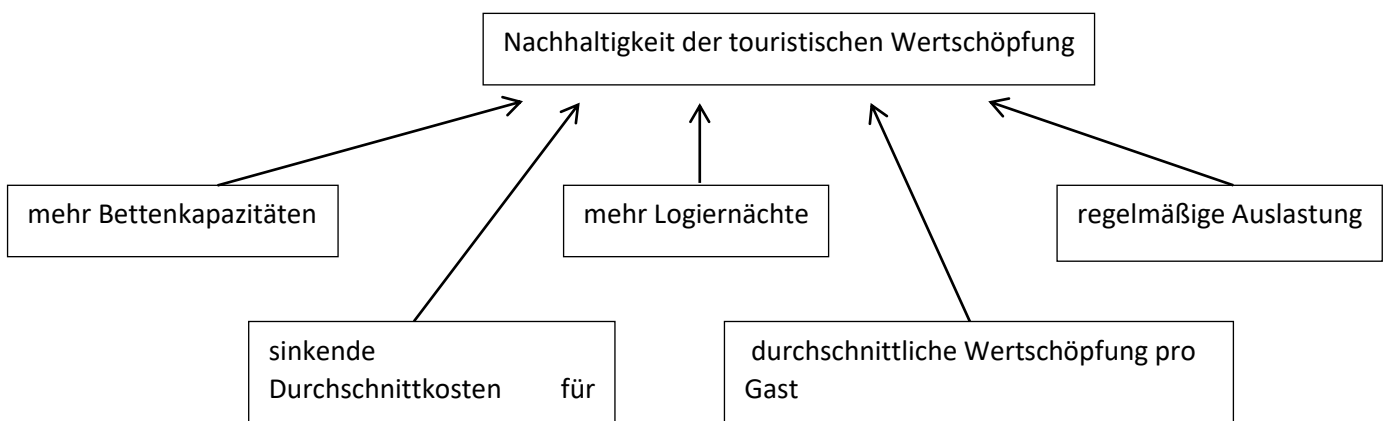 Nachhaltigkeit der touristischen Wertschöpfung
mehr Bettenkapazitäten
mehr Logiernächte
regelmäßige Auslastung
sinkende
Durchschnittkosten für
durchschnittliche Wertschöpfung pro
Gast